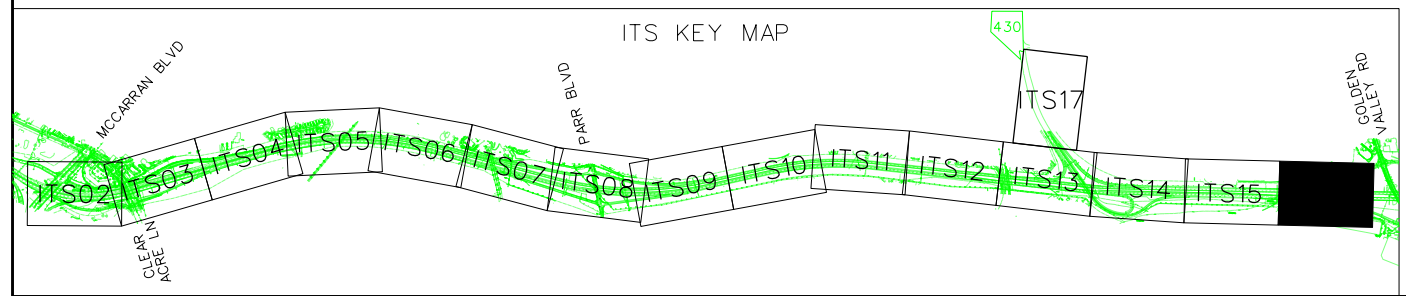 ITS KEY MAP
430
MCCARRAN BLVD
PARR BLVD
GOLDEN
VALLEY RD
ITS17
ITS02
ITS03
ITS04
ITS05
ITS06
ITS07
ITS08
ITS09
ITS10
ITS11
ITS12
ITS13
ITS14
ITS15
CLEAR
ACRE LN